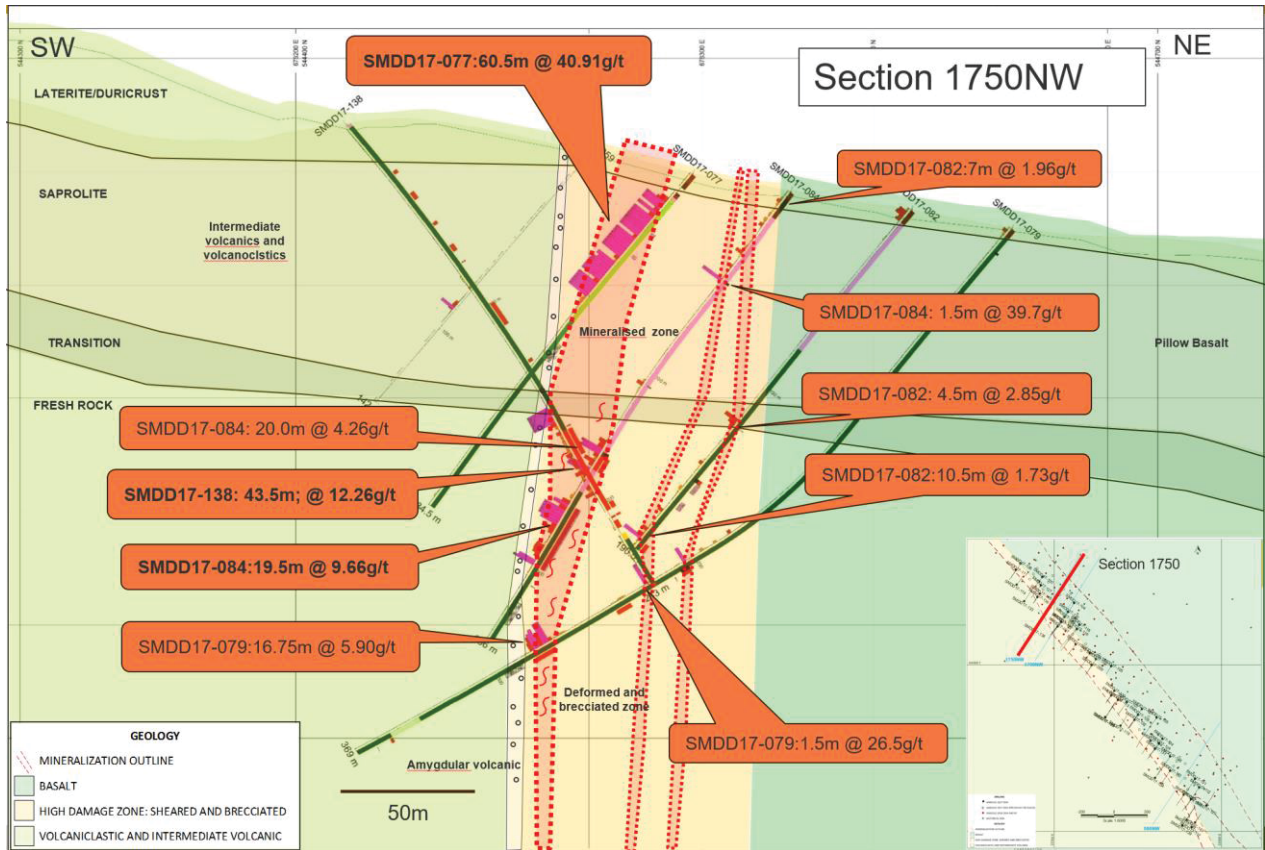 SW
NE
Section 1750NW
SMDD17-077:60.5m @ 40.91g/t
LATERITE/DURICRUST
SMDD17-138
SMDD17-077
SMDD17-084
SMDD17-079
SMDD17-082:7m @ 1.96g/t
SAPROLITE
Intermediate
volcanics and
volcanoclstics
SMDD17-084: 1.5m @ 39.7g/t
Mineralised zone
TRANSITION
Pillow Basalt
FRESH ROCK
SMDD17-082: 4.5m @ 2.85g/t
SMDD17-084: 20.0m @ 4.26g/t
SMDD17-082:10.5m @ 1.73g/t
SMDD17-138: 43.5m; @ 12.26g/t
SMDD17-084:19.5m @ 9.66g/t
SMDD17-079:16.75m @ 5.90g/t
Deformed and
brecciated zone
SMDD17-079:1.5m @ 26.5g/t
369 m
Amygdular volcanic
50m
GEOLOGY
MINERALIZATION OUTLINE
BASALT
HIGH DAMAGE ZONE: SHEARED AND BRECCIATED
VOLCANICLASTIC AND INTERMEDIATE VOLCANIC
Section 1750